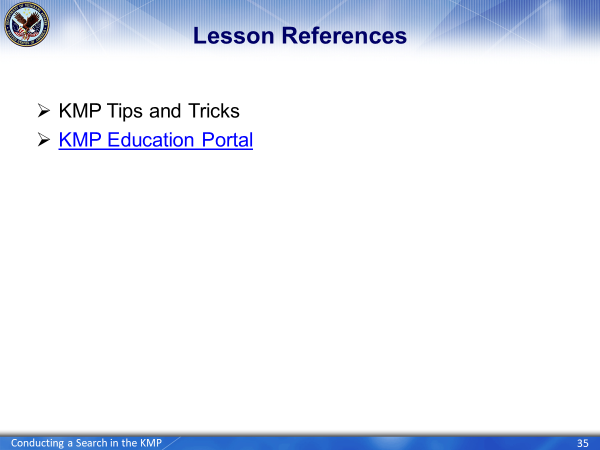 Lesson References
KMP Tips and Tricks
KMP Education Portal
Conducting a Search in the KMP
35